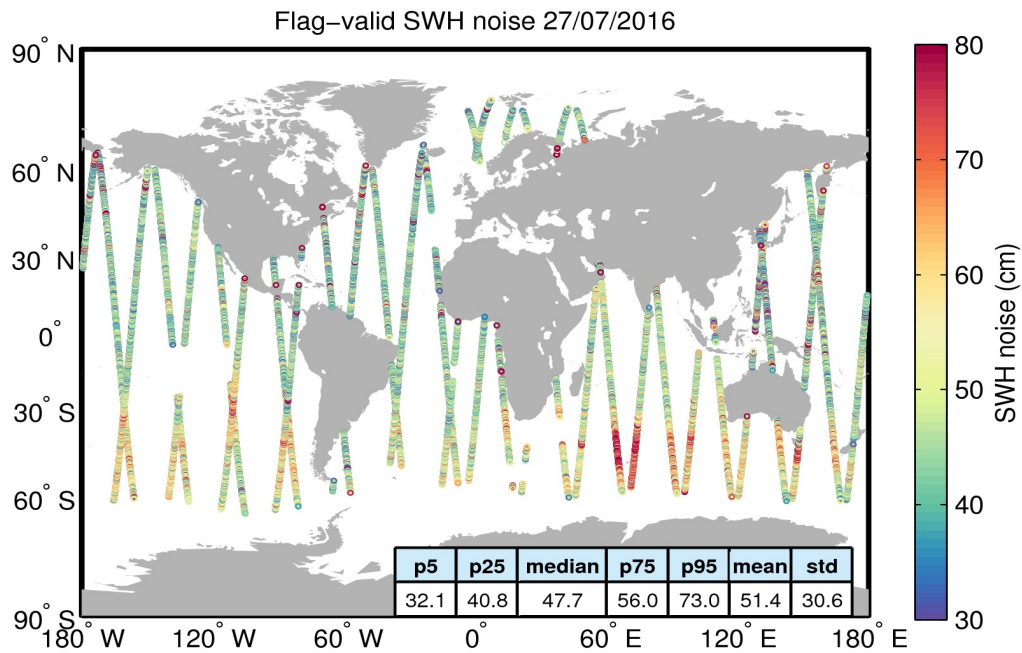 Flag−valid SWH noise 27/07/2016
90° N
60° N
30° N
0°
30° S
60° S
90° S
180° W
120° W
60° W
0°
60° E
120° E
180° E
p5 p25 median p75 p95 mean std
32.1 40.8 47.7 56.0 73.0 51.4 30.6
80
70
60
50
40
30
SWH noise (cm)